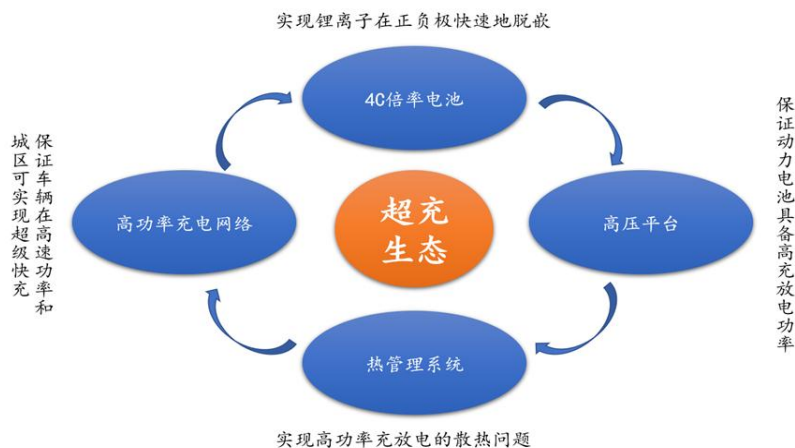 实现锂离子在正负极快速地脱嵌
4C倍率电池
保证动力电池具备高充放电功率
高压平台
超充
生态
高功率充电网络
保证车辆在高速功率和
城区可实现超级快充
热管理系统
实现高功率充放电的散热问题